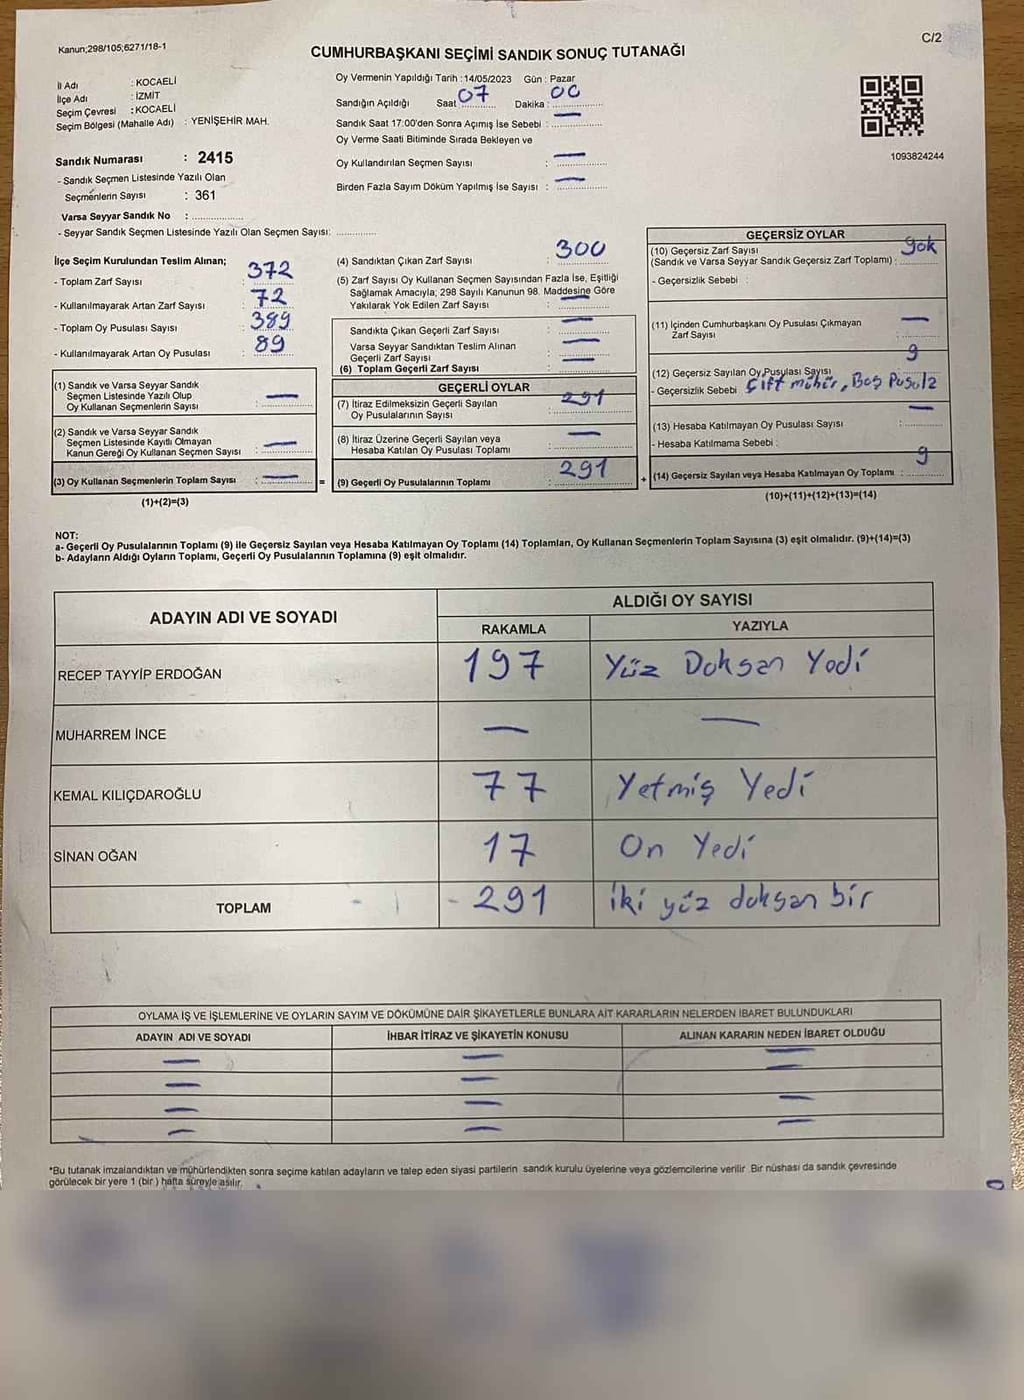 Kanun;298/105;6271/18-1
C/2
CUMHURBAŞKANI SEÇİMİ SANDIK SONUÇ TUTANAĞI
İl Adı : KOCAELİ
İlçe Adı : İZMİT
Seçim Çevresi : KOCAELİ
Seçim Bölgesi (Mahalle Adı) : YENİŞEHİR MAH.
Sandık Numarası : 2415
- Sandık Seçmen Listesinde Yazılı Olan
Seçmenlerin Sayısı : 361
Varsa Seyyar Sandık No : ..................
- Seyyar Sandık Seçmen Listesinde Yazılı Olan Seçmen Sayısı: .............
Oy Vermenin Yapıldığı Tarih :14/05/2023 Gün : Pazar
Sandığın Açıldığı Saat 07 Dakika : 00
Sandık Saat 17:00'den Sonra Açımış İse Sebebi : —
Oy Verme Saati Bitiminde Sırada Bekleyen ve
Oy Kullandırılan Seçmen Sayısı : —
Birden Fazla Sayım Döküm Yapılmış İse Sayısı : —
1093824244
İlçe Seçim Kurulundan Teslim Alınan;
- Toplam Zarf Sayısı : 372
- Kullanılmayarak Artan Zarf Sayısı : 72
- Toplam Oy Pusulası Sayısı : 389
- Kullanılmayarak Artan Oy Pusulası : 89
(1) Sandık ve Varsa Seyyar Sandık
Seçmen Listesinde Yazılı Olup
Oy Kullanan Seçmenlerin Sayısı : —
(2) Sandık ve Varsa Seyyar Sandık
Seçmen Listesinde Kayıtlı Olmayan
Kanun Gereği Oy Kullanan Seçmen Sayısı : —
(3) Oy Kullanan Seçmenlerin Toplam Sayısı : —
(1)+(2)=(3)
(4) Sandıktan Çıkan Zarf Sayısı : 300
(5) Zarf Sayısı Oy Kullanan Seçmen Sayısından Fazla İse, Eşitliği
Sağlamak Amacıyla; 298 Sayılı Kanunun 98. Maddesine Göre
Yakılarak Yok Edilen Zarf Sayısı : —
Sandıkta Çıkan Geçerli Zarf Sayısı : —
Varsa Seyyar Sandıktan Teslim Alınan
Geçerli Zarf Sayısı : —
(6) Toplam Geçerli Zarf Sayısı : —
GEÇERLİ OYLAR
(7) İtiraz Edilmeksizin Geçerli Sayılan
Oy Pusulalarının Sayısı : 291
(8) İtiraz Üzerine Geçerli Sayılan veya
Hesaba Katılan Oy Pusulası Toplamı : —
= (9) Geçerli Oy Pusulalarının Toplamı : 291
GEÇERSİZ OYLAR
(10) Geçersiz Zarf Sayısı
(Sandık ve Varsa Seyyar Sandık Geçersiz Zarf Toplamı) : yok
- Geçersizlik Sebebi :
(11) İçinden Cumhurbaşkanı Oy Pusulası Çıkmayan
Zarf Sayısı : —
(12) Geçersiz Sayılan Oy Pusulası Sayısı : 9
- Geçersizlik Sebebi : Çift mühür, Boş Pusula
(13) Hesaba Katılmayan Oy Pusulası Sayısı : —
- Hesaba Katılmama Sebebi :
+ (14) Geçersiz Sayılan veya Hesaba Katılmayan Oy Toplamı : 9
(10)+(11)+(12)+(13)=(14)
NOT:
a- Geçerli Oy Pusulalarının Toplamı (9) ile Geçersiz Sayılan veya Hesaba Katılmayan Oy Toplamı (14) Toplamları, Oy Kullanan Seçmenlerin Toplam Sayısına (3) eşit olmalıdır. (9)+(14)=(3)
b- Adayların Aldığı Oyların Toplamı, Geçerli Oy Pusulalarının Toplamına (9) eşit olmalıdır.
ADAYIN ADI VE SOYADI ALDIĞI OY SAYISI
RAKAMLA YAZIYLA
RECEP TAYYİP ERDOĞAN 197 Yüz Doksan Yedi
MUHARREM İNCE — —
KEMAL KILIÇDAROĞLU 77 Yetmiş Yedi
SİNAN OĞAN 17 On Yedi
TOPLAM - 291 iki yüz doksan bir
OYLAMA İŞ VE İŞLEMLERİNE VE OYLARIN SAYIM VE DÖKÜMÜNE DAİR ŞİKAYETLERLE BUNLARA AİT KARARLARIN NELERDEN İBARET BULUNDUKLARI
ADAYIN ADI VE SOYADI İHBAR İTİRAZ VE ŞİKAYETİN KONUSU ALINAN KARARIN NEDEN İBARET OLDUĞU
— — —
— — —
— — —
— — —
*Bu tutanak imzalandıktan ve mühürlendikten sonra seçime katılan adayların ve talep eden siyasi partilerin sandık kurulu üyelerine veya gözlemcilerine verilir. Bir nüshası da sandık çevresinde
görülecek bir yere 1 (bir) hafta süreyle asılır.